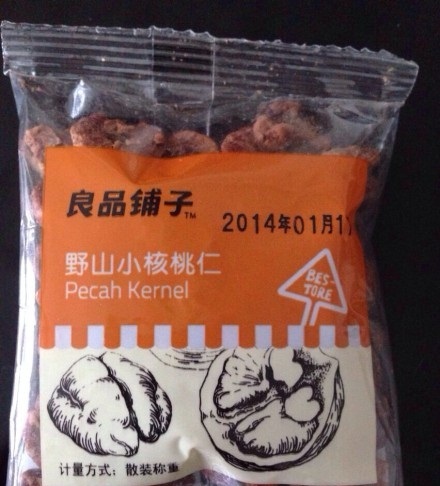 良品铺子™
2014年01月1
野山小核桃仁
Pecah Kernel
BES-
TORE
计量方式: 散装称重